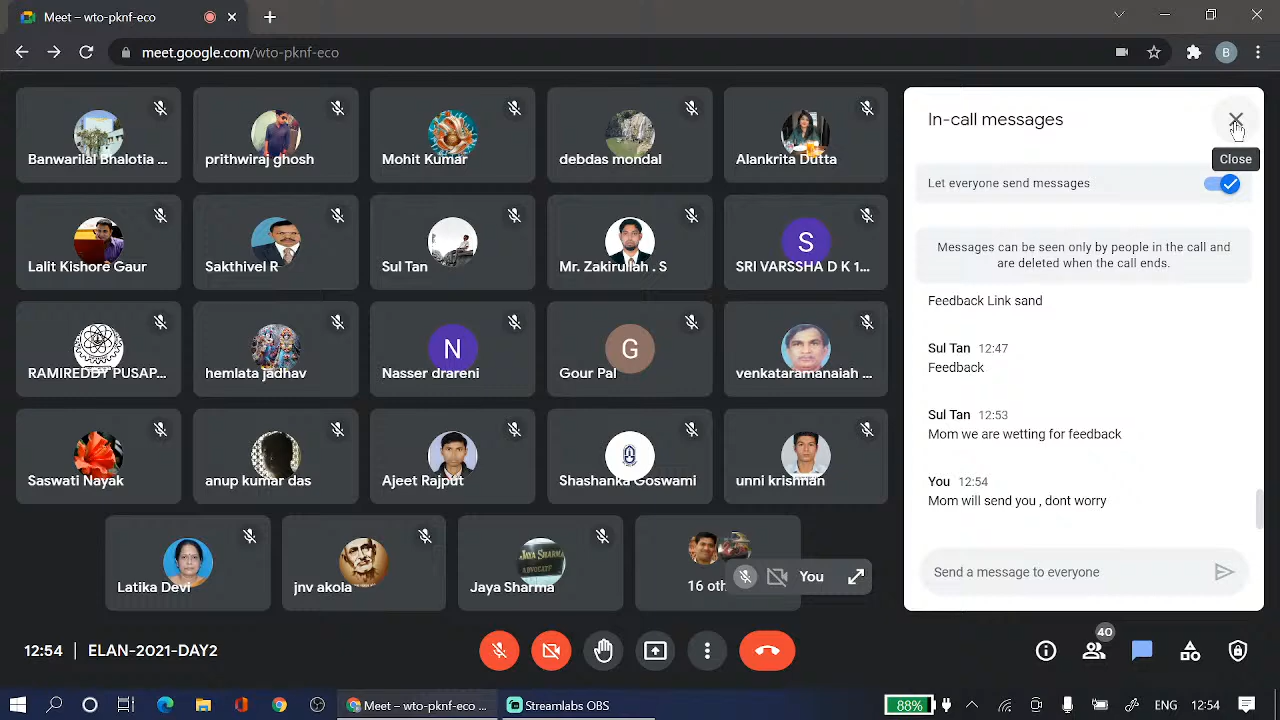 Meet – wto-pknf-eco
meet.google.com/wto-pknf-eco
B
Banwarilal Bhalotia ...
prithwiraj ghosh
Mohit Kumar
debdas mondal
Alankrita Dutta
Lalit Kishore Gaur
Sakthivel R
Sul Tan
Mr. Zakirullah . S
S
SRI VARSSHA D K 1...
RAMIREDDY PUSAP...
hemlata jadhav
N
Nasser drareni
G
Gour Pal
venkataramanaiah ...
Saswati Nayak
anup kumar das
Ajeet Rajput
Shashanka Goswami
unni krishnan
Latika Devi
jnv akola
JAYA SHARMA
ADVOCATE
Jaya Sharma
16 oth
You
In-call messages
Close
Let everyone send messages
Messages can be seen only by people in the call and
are deleted when the call ends.
Feedback Link sand
Sul Tan 12:47
Feedback
Sul Tan 12:53
Mom we are wetting for feedback
You 12:54
Mom will send you , dont worry
Send a message to everyone
12:54 | ELAN-2021-DAY2
40
Meet – wto-pknf-eco ...
Streamlabs OBS
88%
ENG
12:54